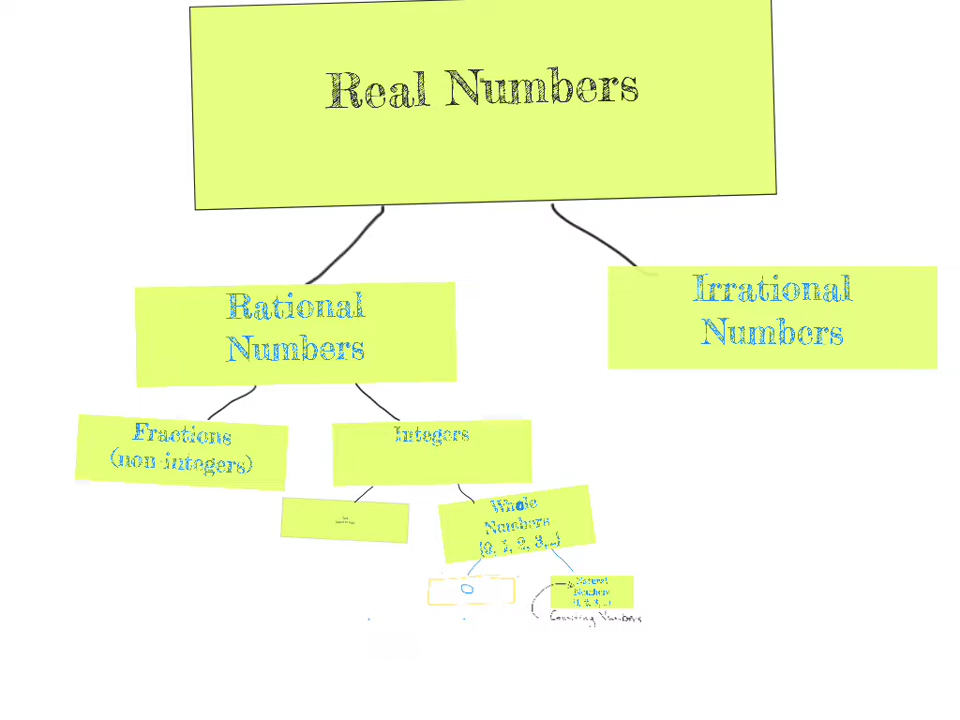 Real Numbers
Rational
Numbers
Irrational
Numbers
Fractions
(non-integers)
Integers
Whole
Numbers
{0, 1, 2, 3,...}
0
Natural
Numbers
Counting Numbers